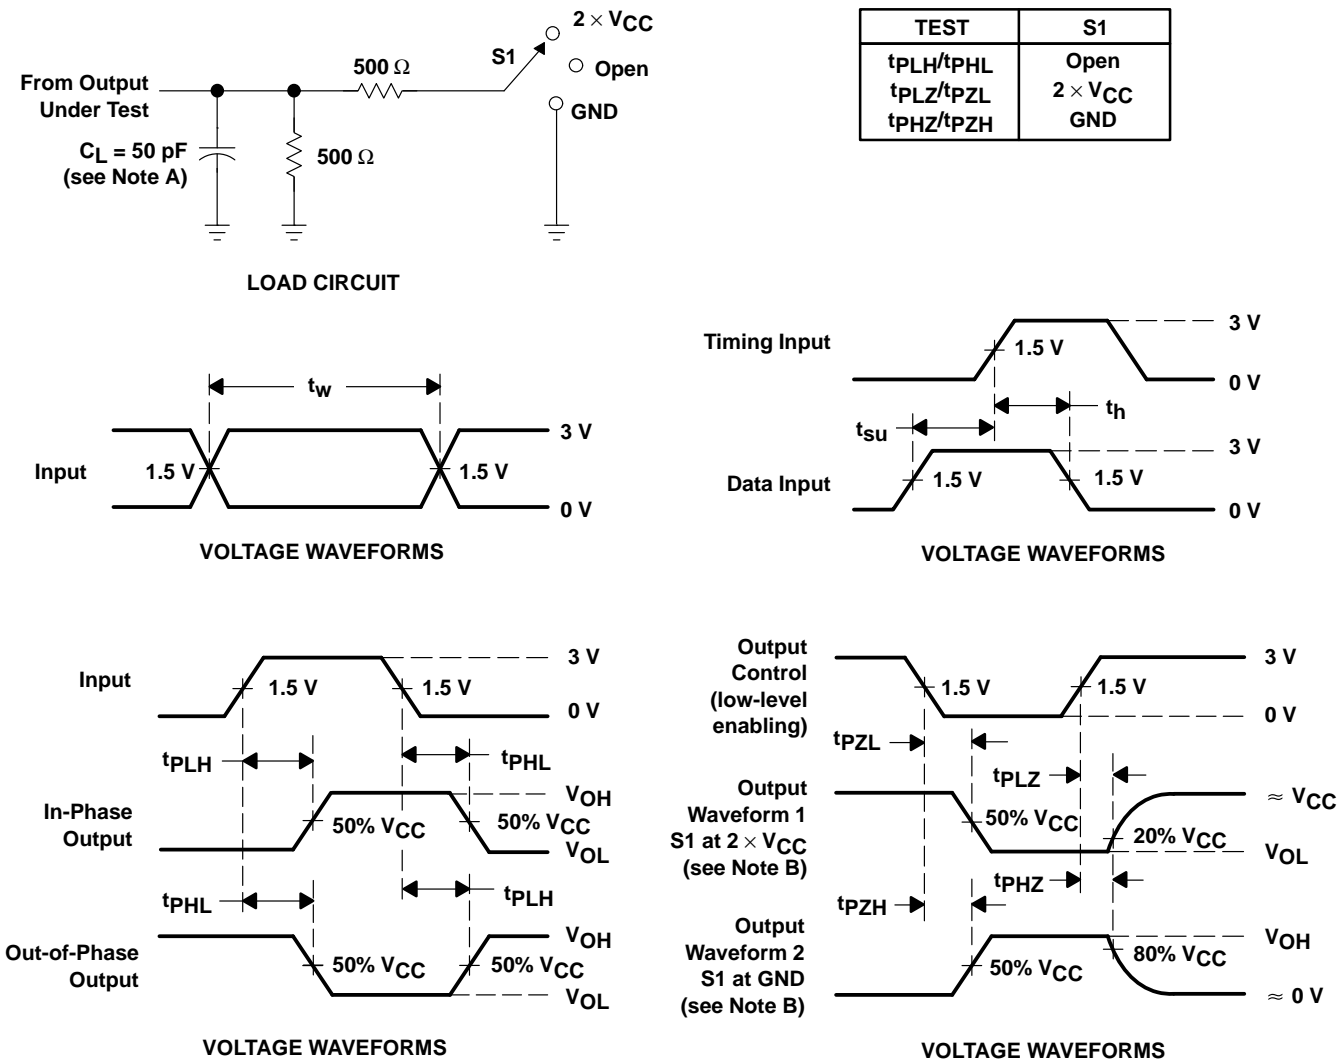 From Output
Under Test
CL = 50 pF
(see Note A)
500 Ω
500 Ω
S1
2 × VCC
Open
GND
LOAD CIRCUIT
TEST S1
tPLH/tPHL Open
tPLZ/tPZL 2 × VCC
tPHZ/tPZH GND
Input
tw
1.5 V
1.5 V
3 V
0 V
VOLTAGE WAVEFORMS
Timing Input
1.5 V
3 V
0 V
th
tsu
Data Input
1.5 V
1.5 V
3 V
0 V
VOLTAGE WAVEFORMS
Input
1.5 V
1.5 V
3 V
0 V
tPLH
tPHL
In-Phase
Output
50% VCC
50% VCC
VOH
VOL
tPHL
tPLH
Out-of-Phase
Output
50% VCC
50% VCC
VOH
VOL
VOLTAGE WAVEFORMS
Output
Control
(low-level
enabling)
1.5 V
1.5 V
3 V
0 V
tPZL
tPLZ
Output
Waveform 1
S1 at 2 × VCC
(see Note B)
50% VCC
20% VCC
≈ VCC
VOL
tPZH
tPHZ
Output
Waveform 2
S1 at GND
(see Note B)
50% VCC
80% VCC
VOH
≈ 0 V
VOLTAGE WAVEFORMS